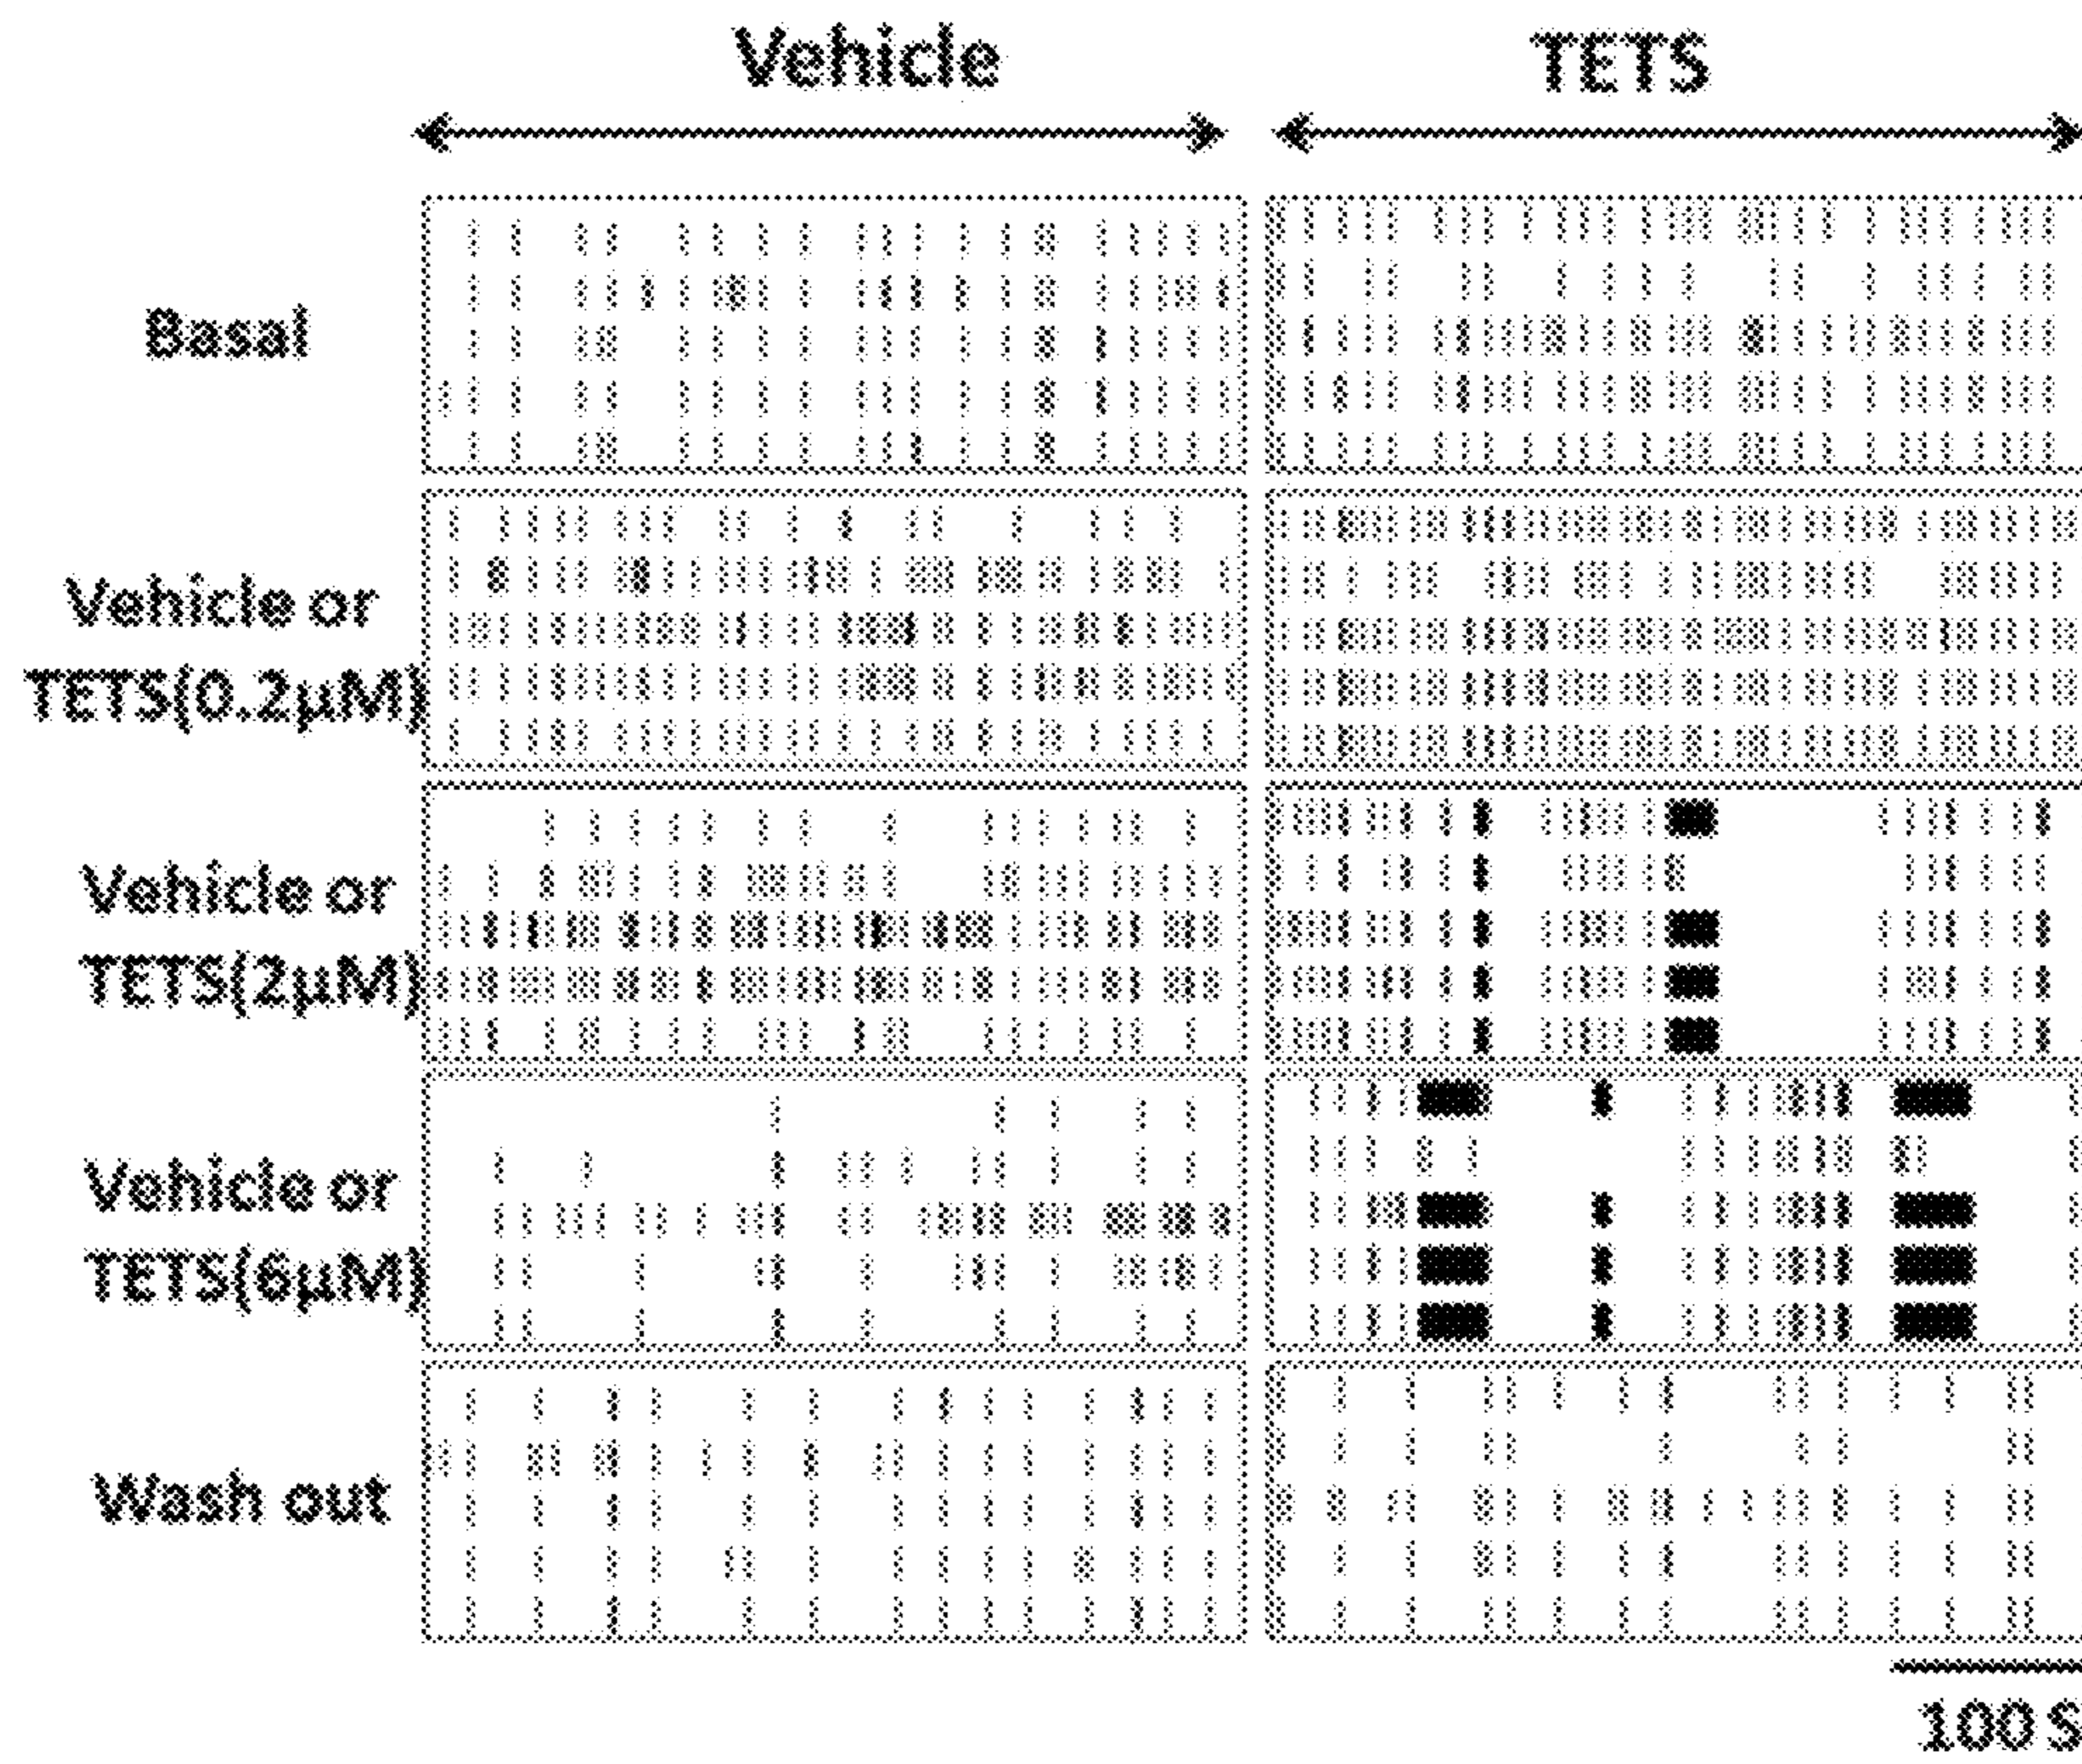 Vehicle
TETS
Basal
Vehicle or
TETS(0.2µM)
Vehicle or
TETS(2µM)
Vehicle or
TETS(6µM)
Wash out
100 S